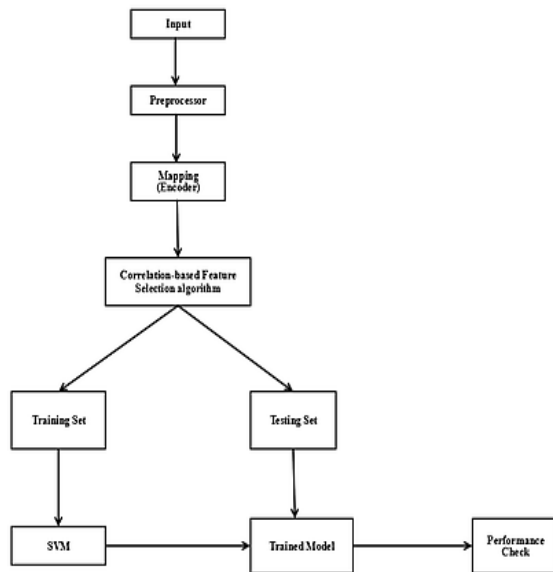 Input
Preprocessor
Mapping
(Encoder)
Correlation-based Feature
Selection algorithm
Training Set
Testing Set
SVM
Trained Model
Performance
Check